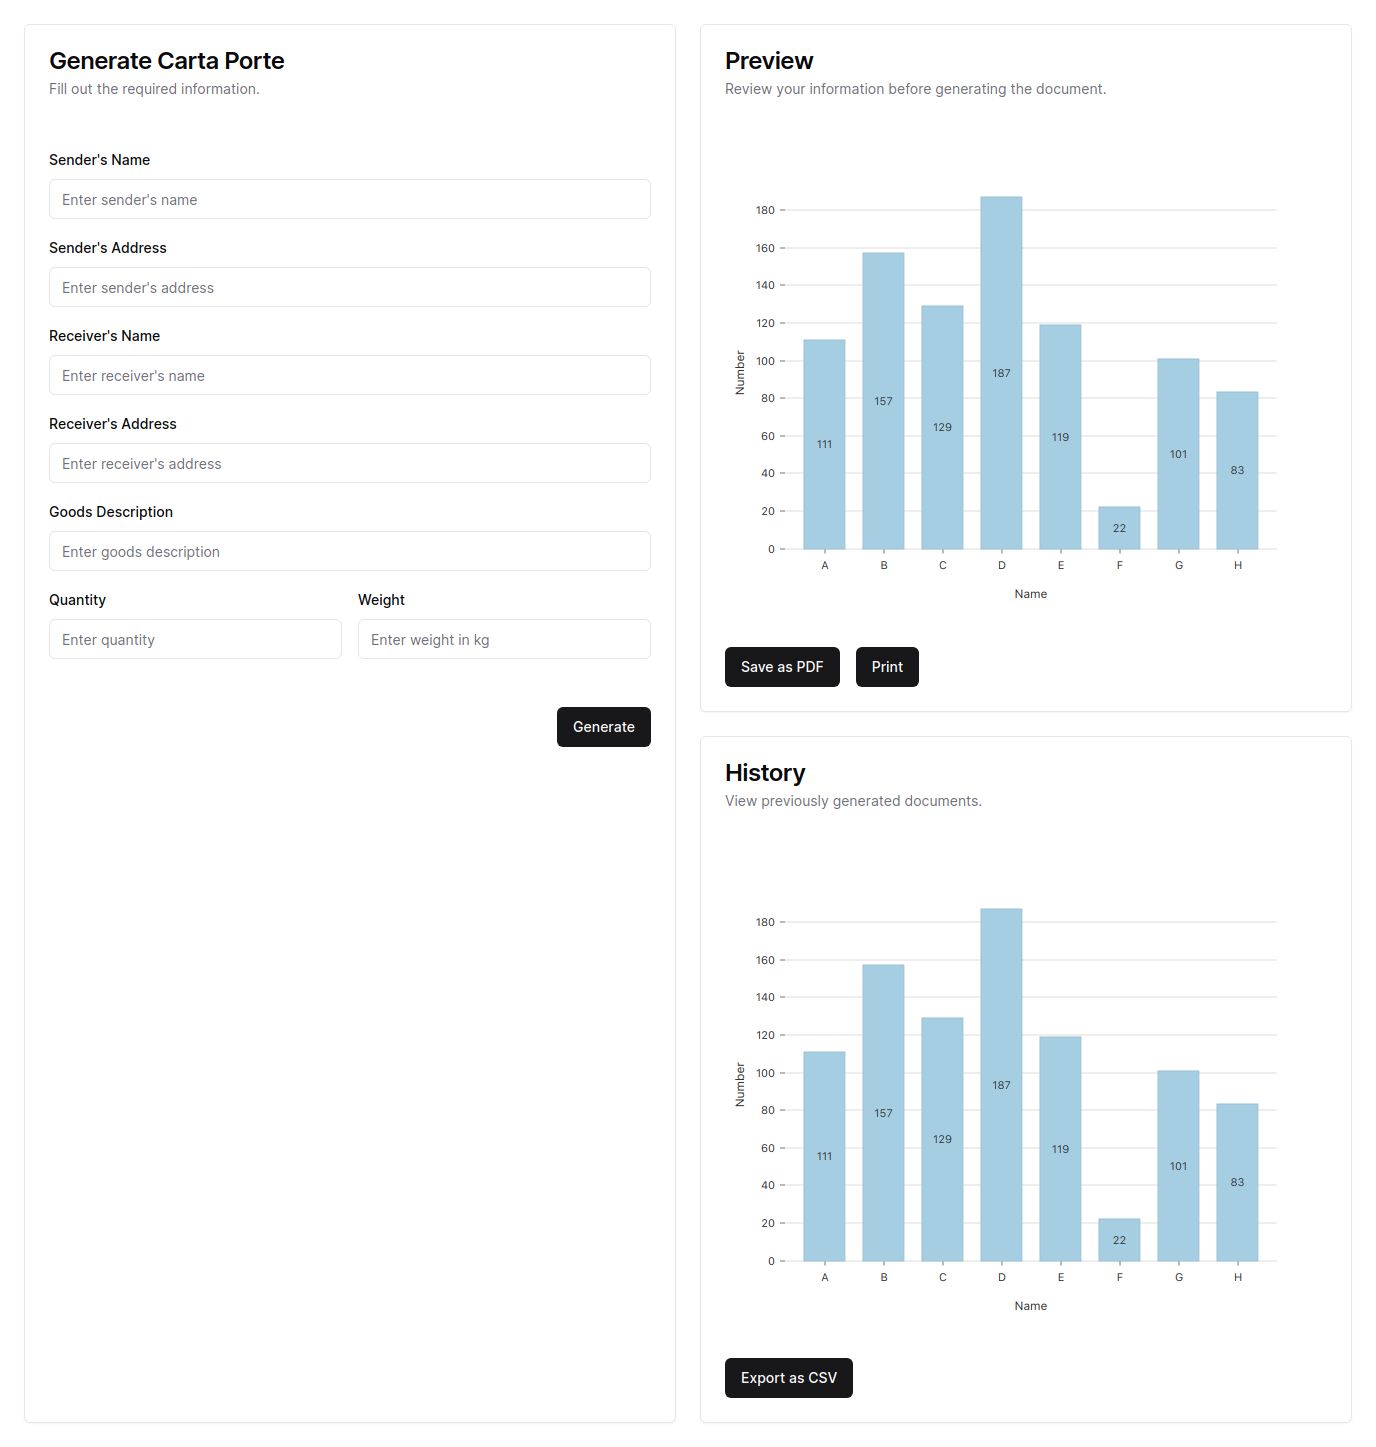 Generate Carta Porte
Fill out the required information.
Sender's Name
Enter sender's name
Sender's Address
Enter sender's address
Receiver's Name
Enter receiver's name
Receiver's Address
Enter receiver's address
Goods Description
Enter goods description
Quantity Weight
Enter quantity Enter weight in kg
Generate
Preview
Review your information before generating the document.
180
160
140
120
100
80
60
40
20
0
Number
111 157 129 187 119 22 101 83
A B C D E F G H
Name
Save as PDF Print
History
View previously generated documents.
180
160
140
120
100
80
60
40
20
0
Number
111 157 129 187 119 22 101 83
A B C D E F G H
Name
Export as CSV